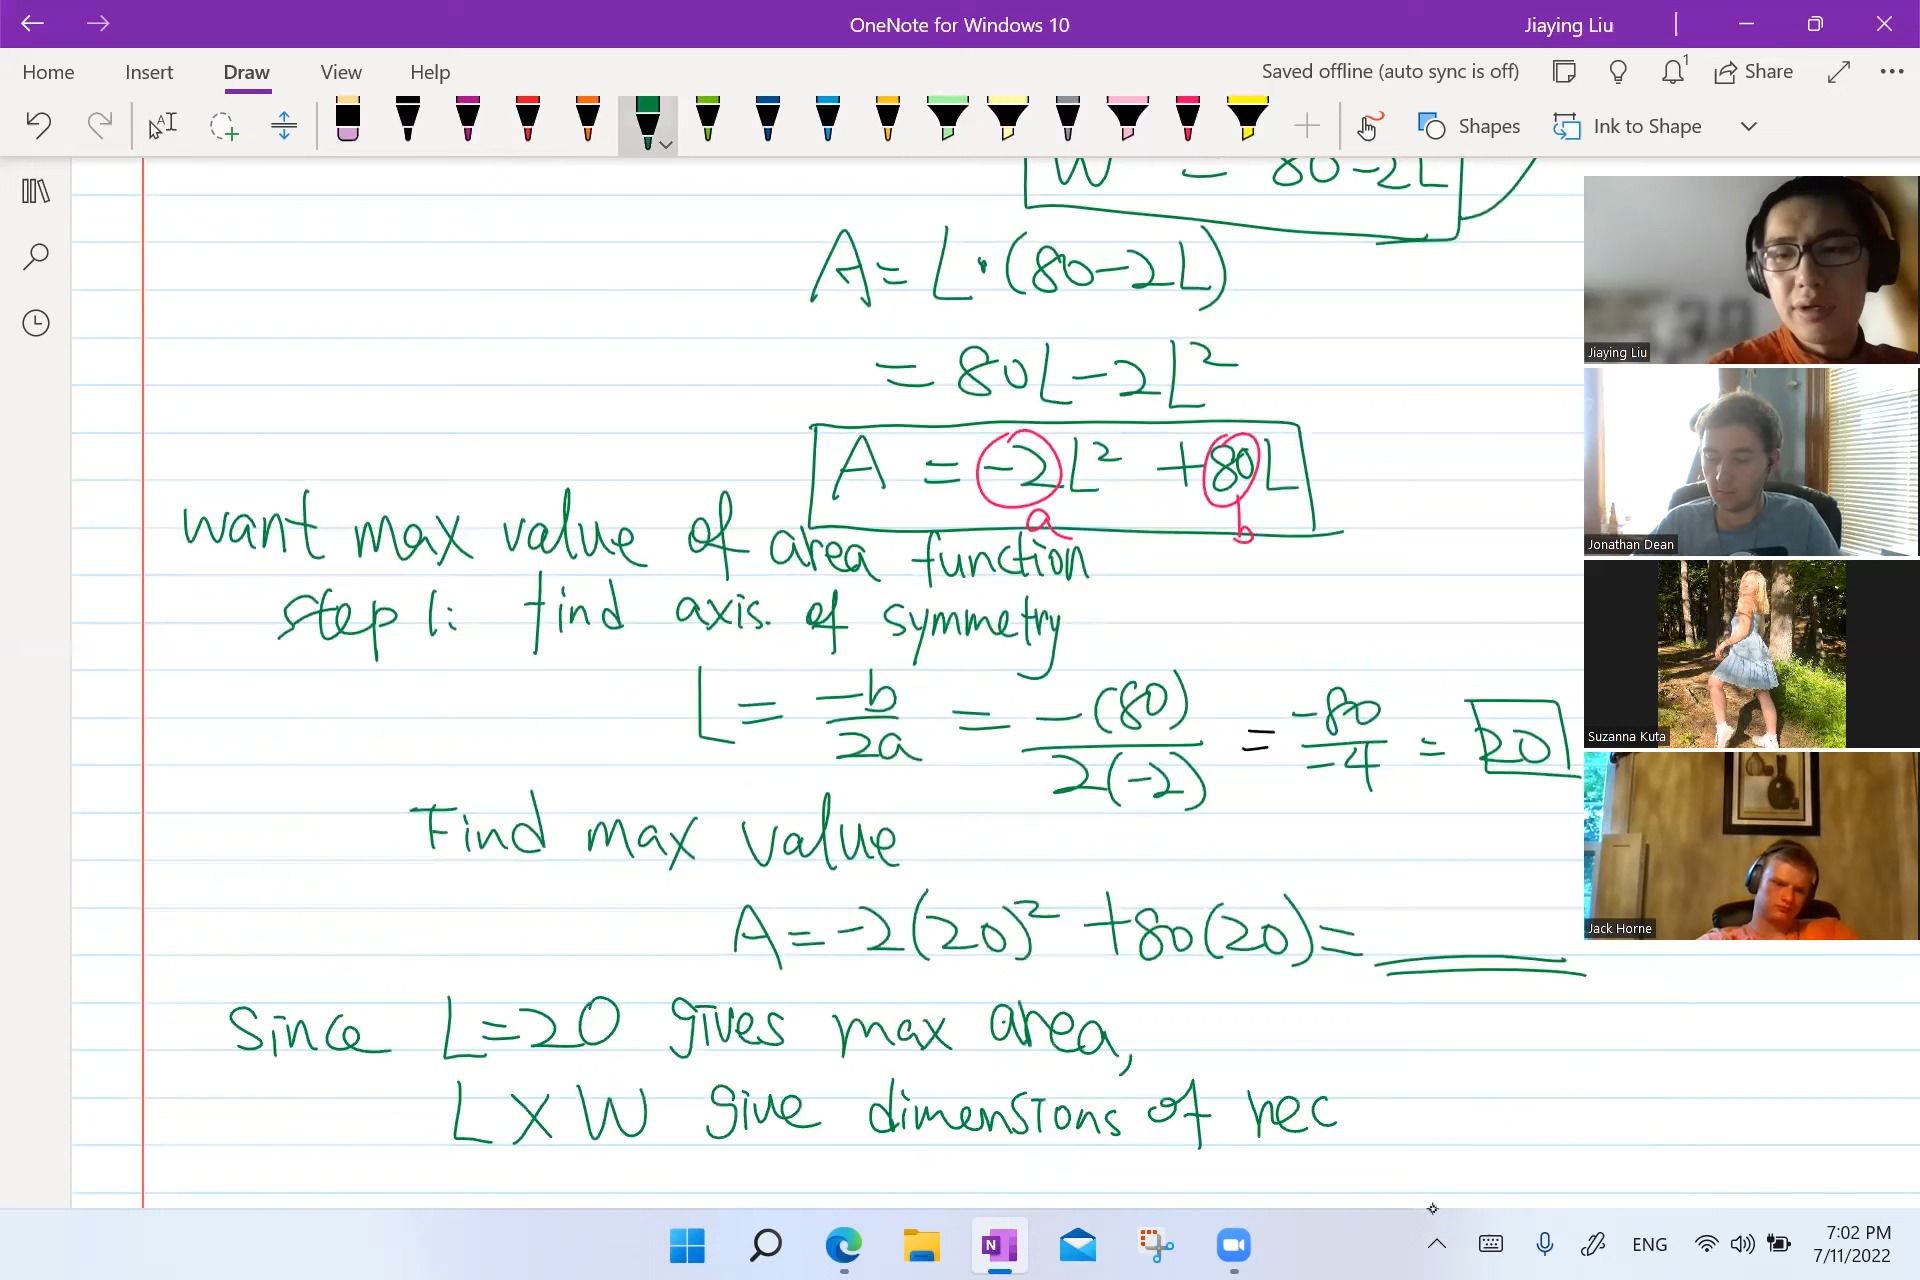 OneNote for Windows 10
Jiaying Liu
Home Insert Draw View Help
Saved offline (auto sync is off)
1
Share
Shapes
Ink to Shape
W = 80-2L
A = L·(80-2L)
= 80L-2L²
A = -2L² +80L
a
b
want max value of area function
step 1: find axis of symmetry
L = -b/2a = -(80)/2(-2) = -80/-4 = 20
Find max value
A = -2(20)² +80(20)=
Since L=20 gives max area,
L X W give dimensions of rec
Jiaying Liu
Jonathan Dean
Suzanna Kuta
Jack Horne
ENG
7:02 PM
7/11/2022